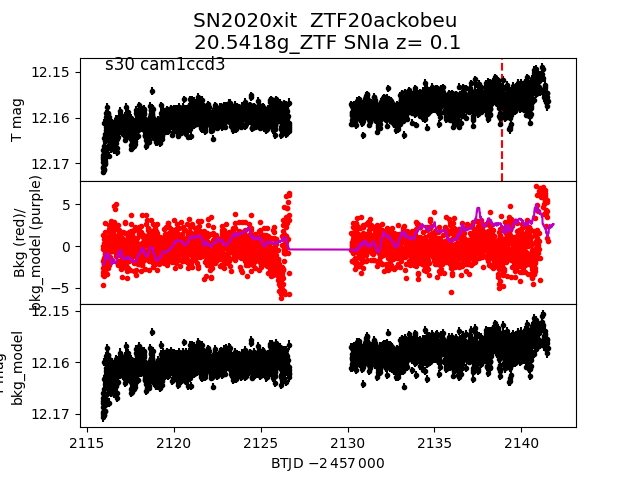 SN2020xit ZTF20ackobeu
20.5418g_ZTF SNIa z= 0.1
s30 cam1ccd3
12.15
12.16
12.17
T mag
5
0
−5
Bkg (red)/
bkg_model (purple)
12.15
12.16
12.17
mag
bkg_model
2115 2120 2125 2130 2135 2140
BTJD −2 457 000